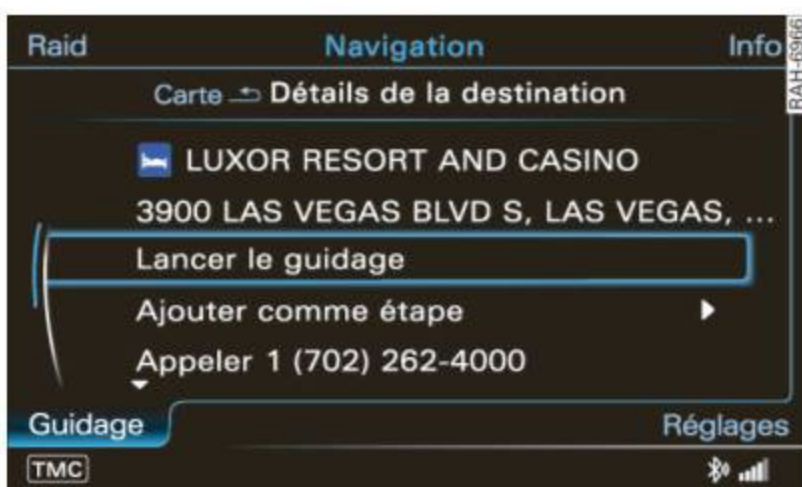 Raid Navigation Info
Carte Détails de la destination
LUXOR RESORT AND CASINO
3900 LAS VEGAS BLVD S, LAS VEGAS, ...
Lancer le guidage
Ajouter comme étape
Appeler 1 (702) 262-4000
Guidage Réglages
TMC
RAH-6966